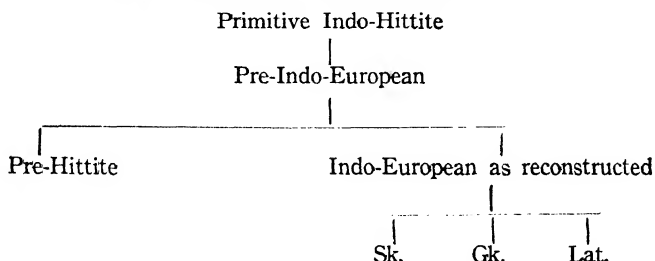 Primitive Indo-Hittite
Pre-Indo-European
Pre-Hittite Indo-European as reconstructed
Sk. Gk. Lat.